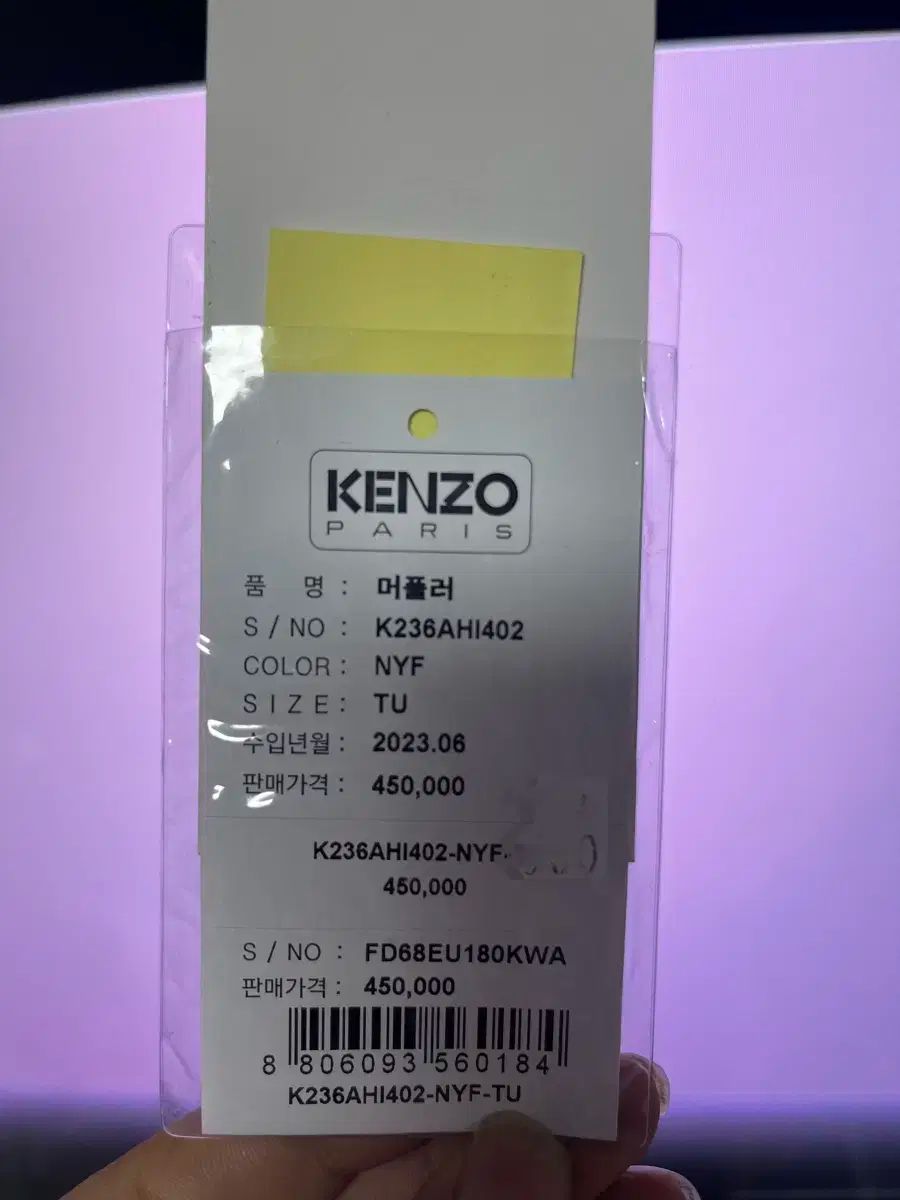 KENZO
PARIS
품 명 : 머플러
S / NO : K236AHI402
COLOR : NYF
SIZE : TU
수입년월 : 2023.06
판매가격 : 450,000
K236AHI402-NYF-
450,000
S / NO : FD68EU180KWA
판매가격 : 450,000
8 806093 560184
K236AHI402-NYF-TU